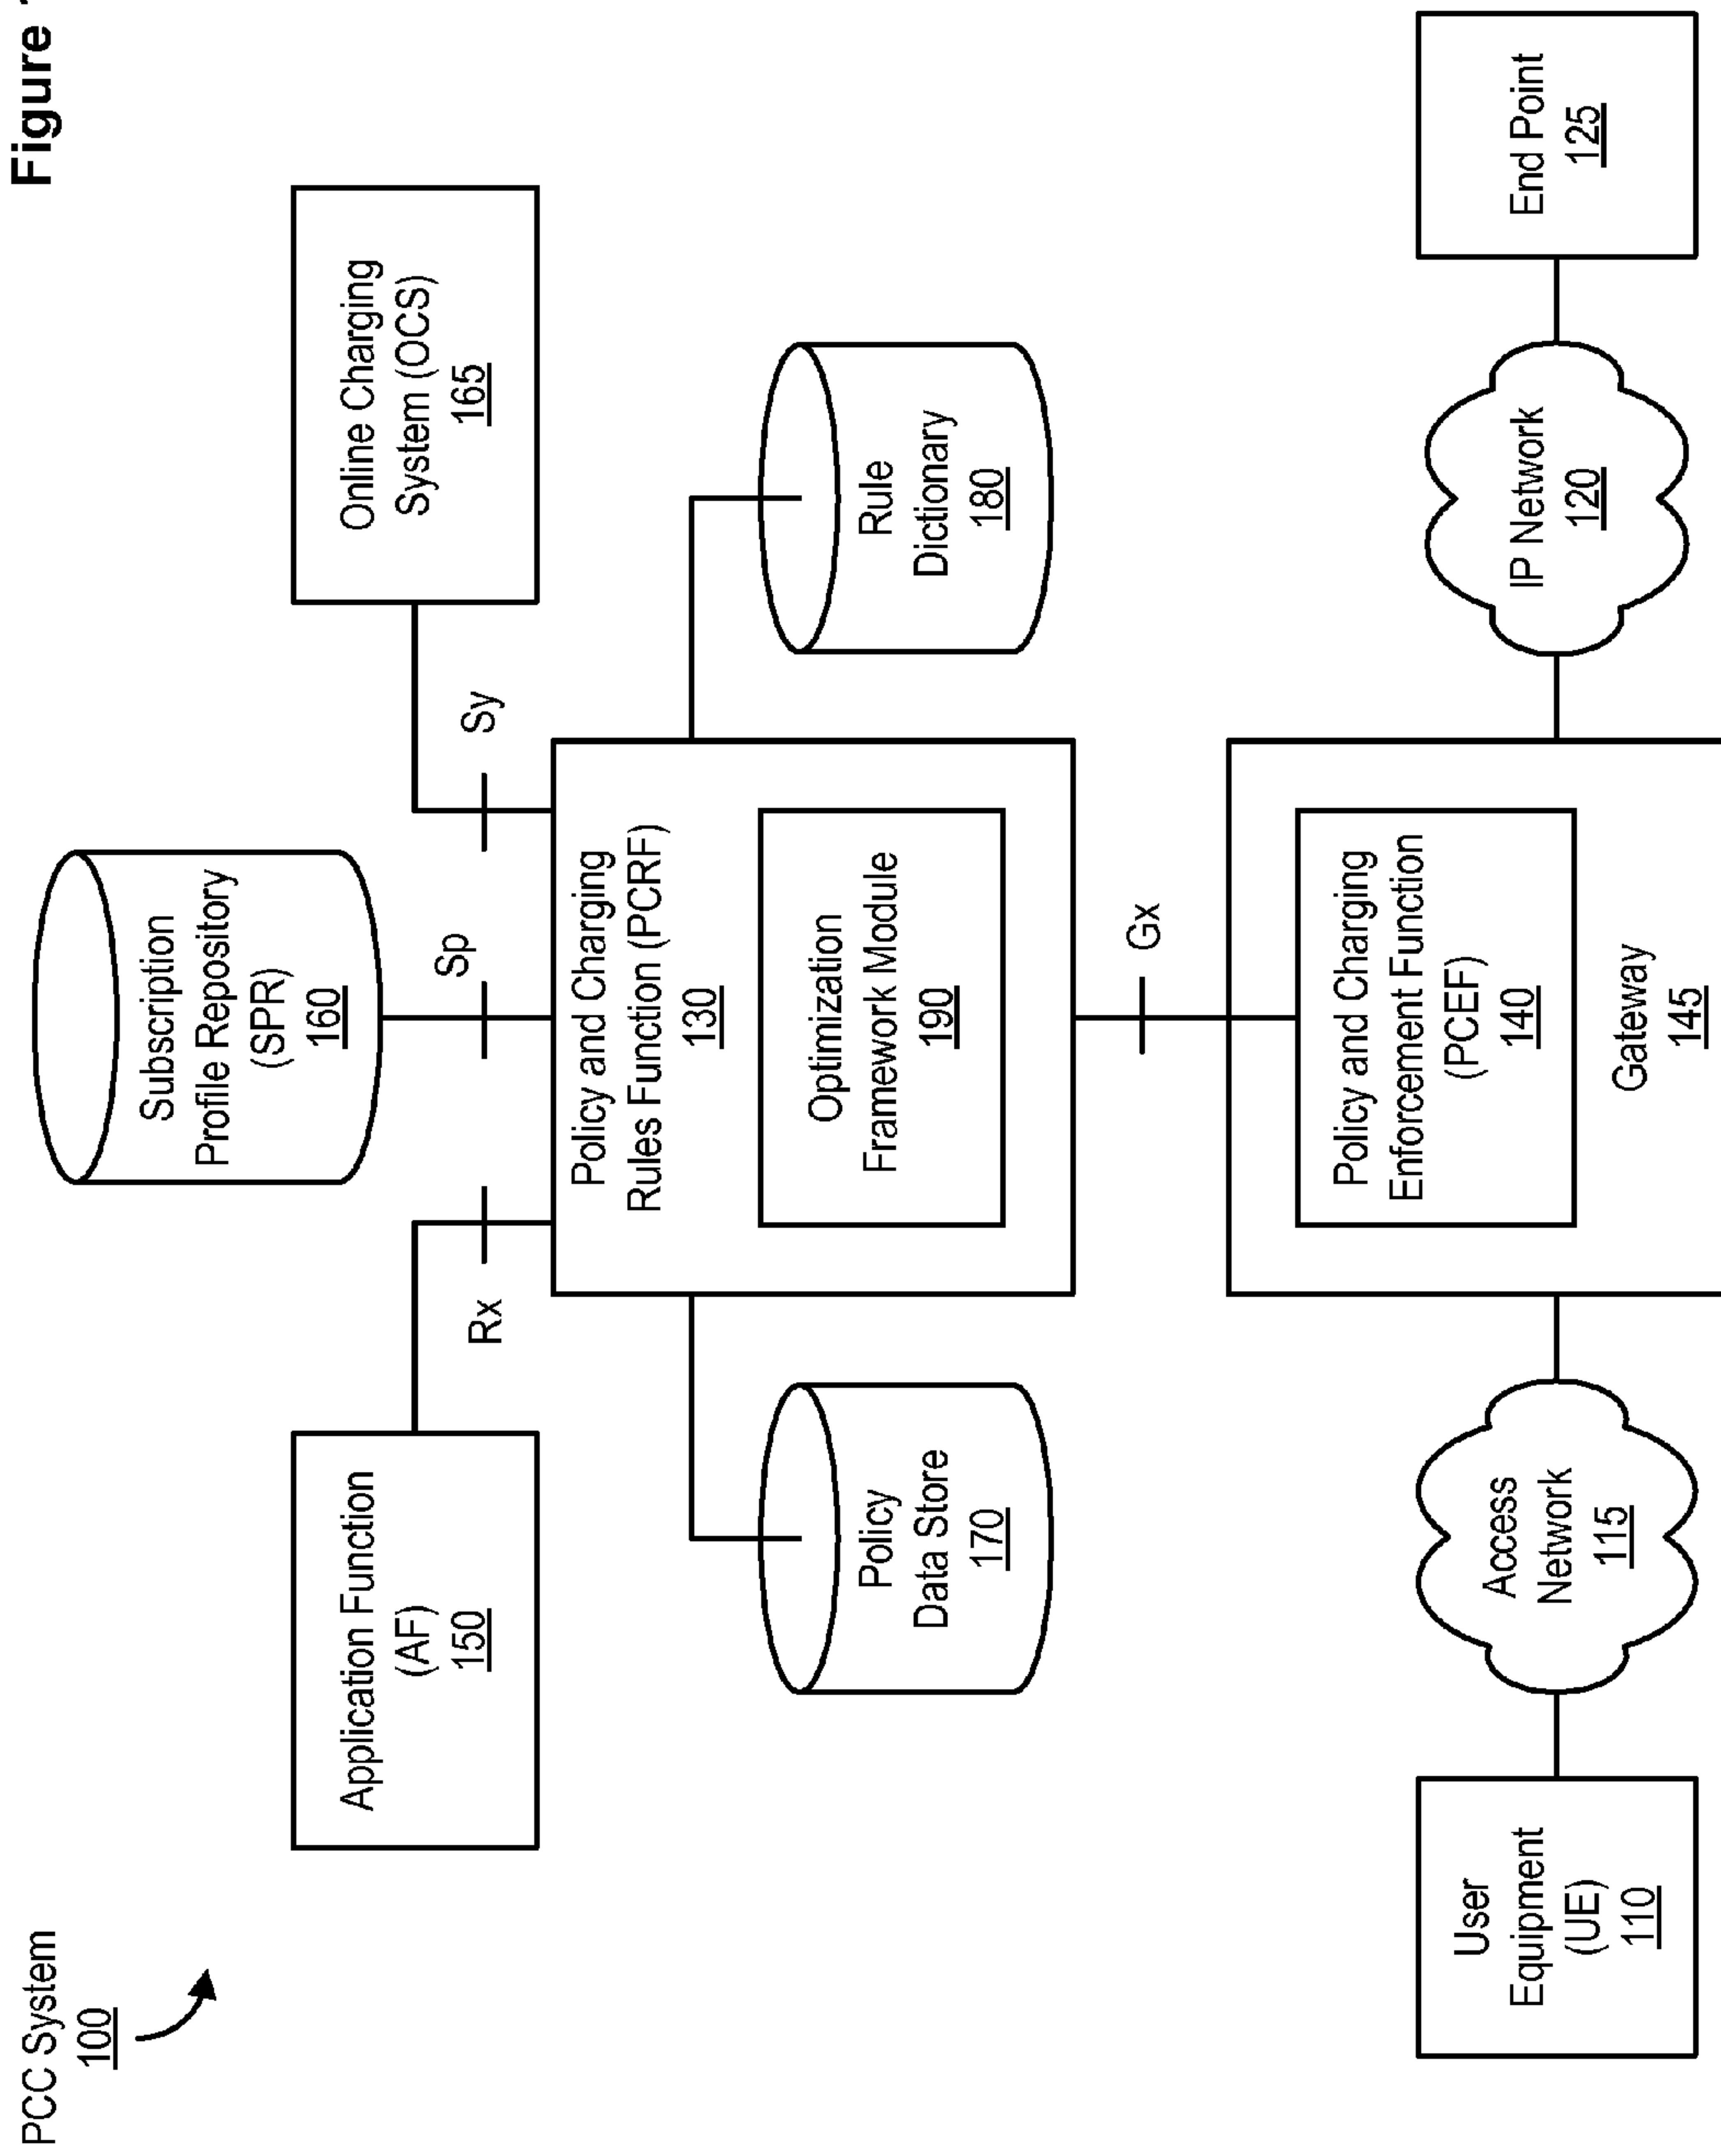 Figure
PCC System
100
Subscription
Profile Repository
(SPR)
160
Application Function
(AF)
150
Online Charging
System (OCS)
165
Rx
Sp
Sy
Policy and Charging
Rules Function (PCRF)
130
Optimization
Framework Module
190
Policy
Data Store
170
Rule
Dictionary
180
Gx
Policy and Charging
Enforcement Function
(PCEF)
140
Gateway
145
User
Equipment
(UE)
110
Access
Network
115
IP Network
120
End Point
125